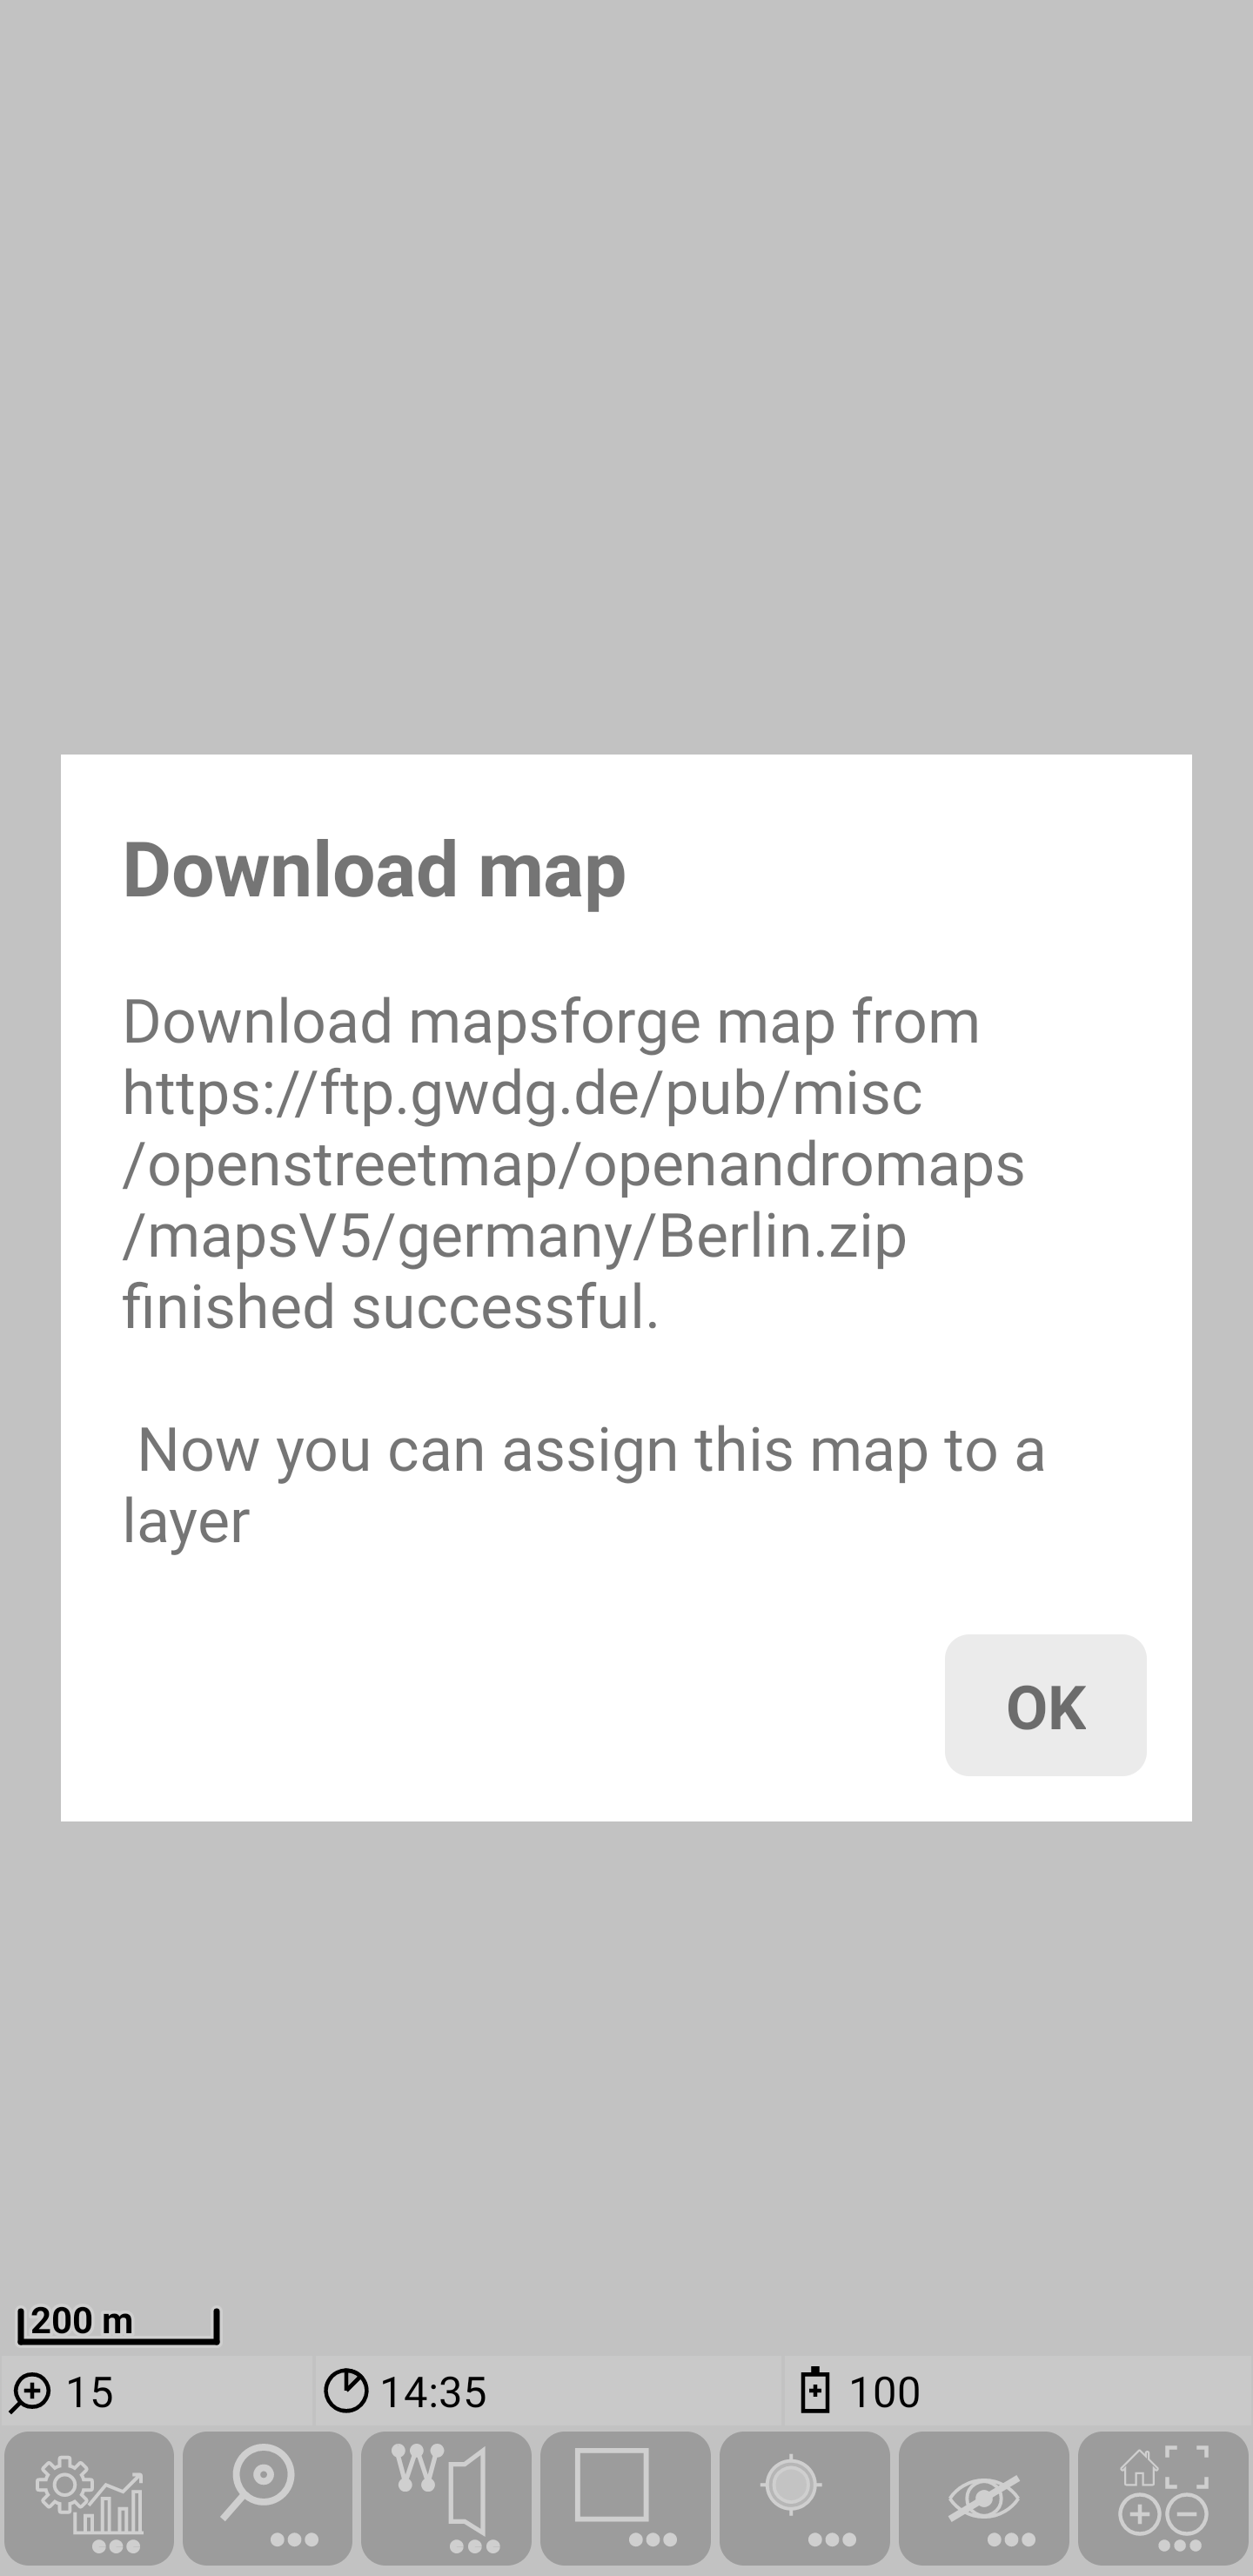 Download map
Download mapsforge map from
https://ftp.gwdg.de/pub/misc
/openstreetmap/openandromaps
/mapsV5/germany/Berlin.zip
finished successful.
Now you can assign this map to a
layer
OK
200 m
15
14:35
100